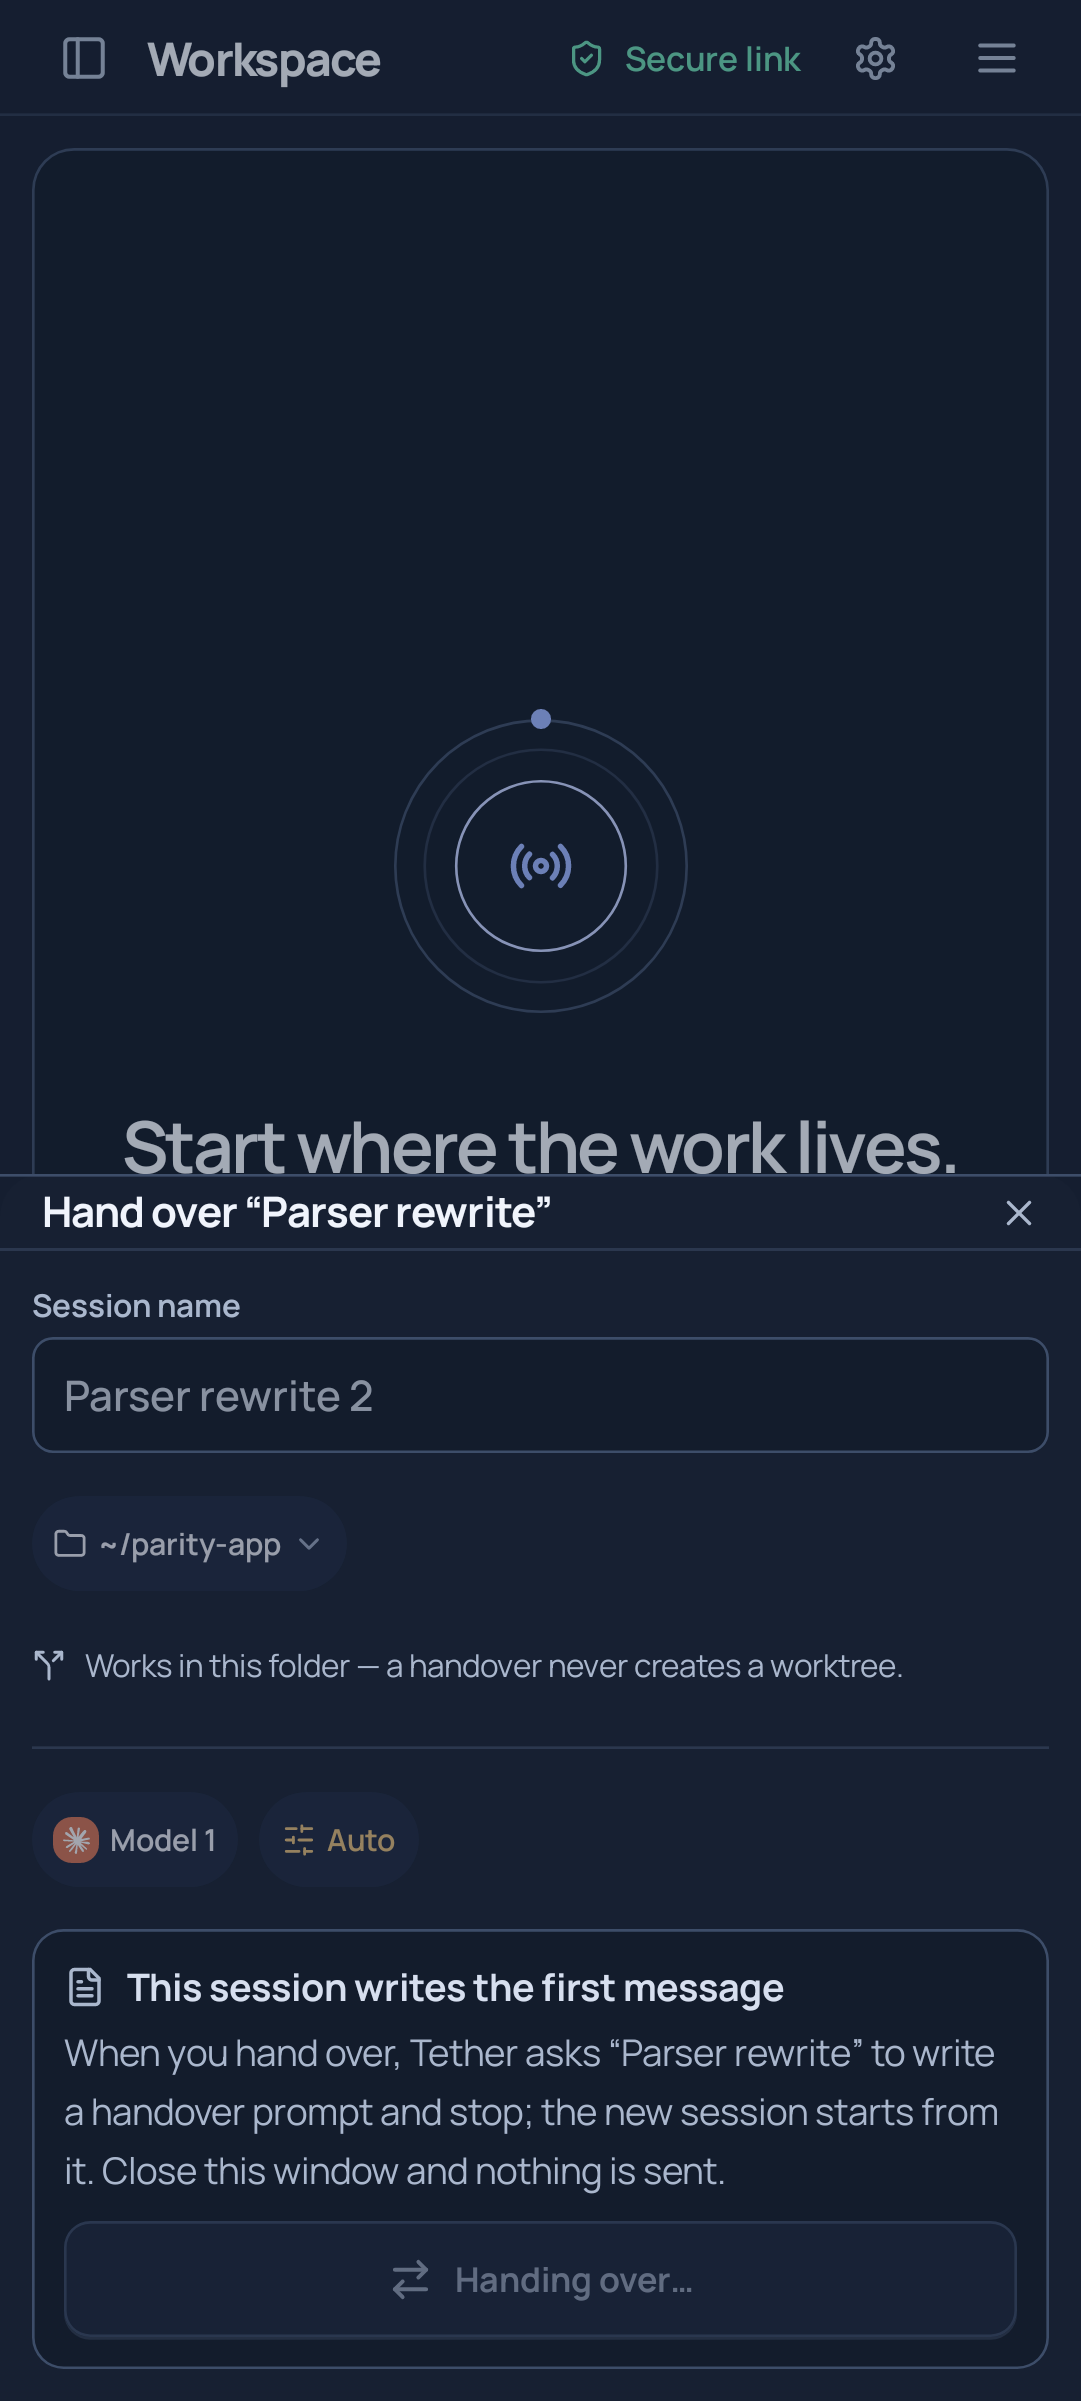 Workspace
Secure link
Start where the work lives.
Hand over “Parser rewrite”
Session name
Parser rewrite 2
~/parity-app
Works in this folder — a handover never creates a worktree.
Model 1
Auto
This session writes the first message
When you hand over, Tether asks “Parser rewrite” to write
a handover prompt and stop; the new session starts from
it. Close this window and nothing is sent.
Handing over…